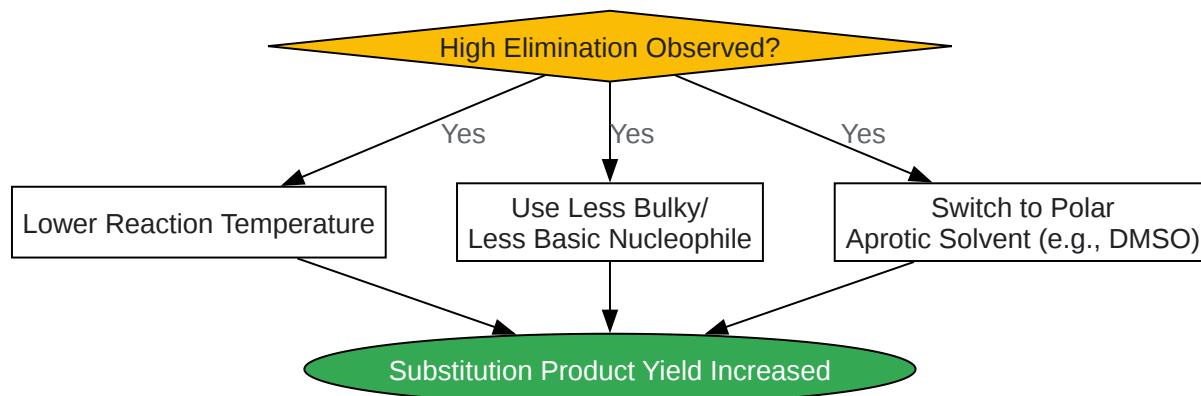 High Elimination Observed?
Yes
Yes
Yes
Lower Reaction Temperature
Use Less Bulky/
Less Basic Nucleophile
Switch to Polar
Aprotic Solvent (e.g., DMSO)
Substitution Product Yield Increased